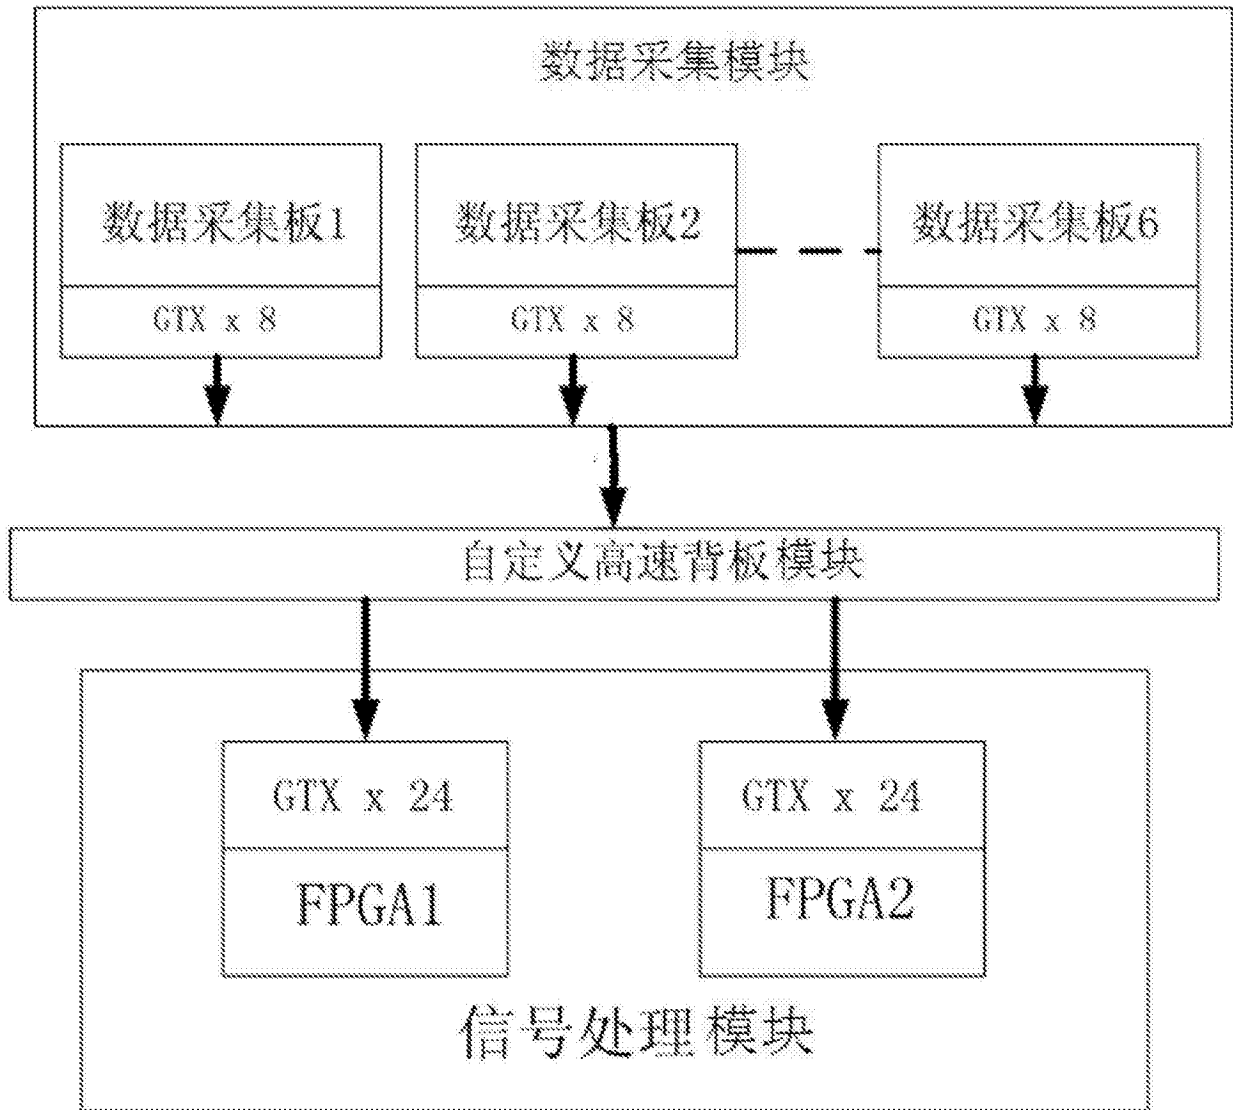 数据采集模块
数据采集板1
数据采集板2
数据采集板6
GTX x 8
GTX x 8
GTX x 8
自定义高速背板模块
GTX x 24
GTX x 24
FPGA1
FPGA2
信号处理模块